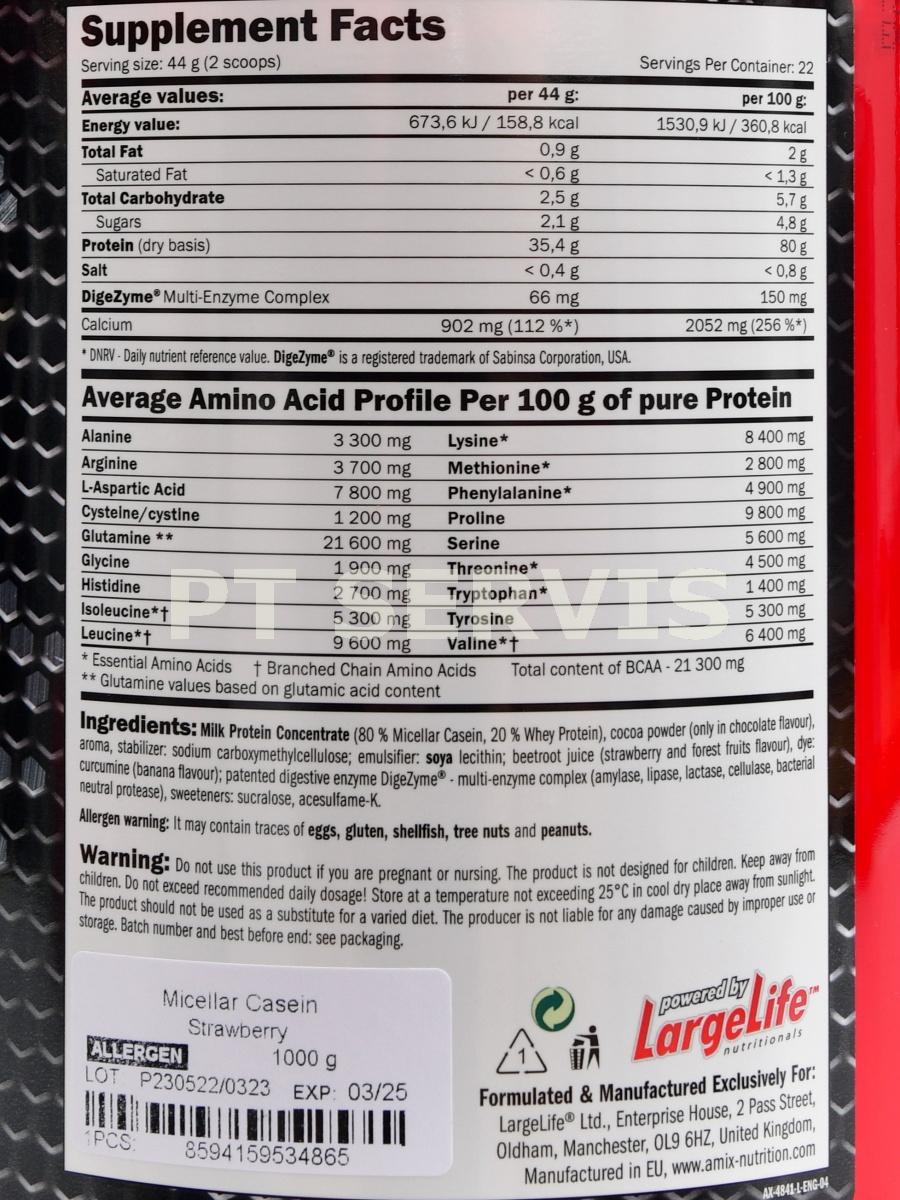 Supplement Facts
Serving size: 44 g (2 scoops) Servings Per Container: 22
Average values: per 44 g: per 100 g:
Energy value: 673,6 kJ / 158,8 kcal 1530,9 kJ / 360,8 kcal
Total Fat 0,9 g 2 g
Saturated Fat < 0,6 g < 1,3 g
Total Carbohydrate 2,5 g 5,7 g
Sugars 2,1 g 4,8 g
Protein (dry basis) 35,4 g 80 g
Salt < 0,4 g < 0,8 g
DigeZyme® Multi-Enzyme Complex 66 mg 150 mg
Calcium 902 mg (112 %*) 2052 mg (256 %*)
* DNRV - Daily nutrient reference value. DigeZyme® is a registered trademark of Sabinsa Corporation, USA.
Average Amino Acid Profile Per 100 g of pure Protein
Alanine 3 300 mg Lysine* 8 400 mg
Arginine 3 700 mg Methionine* 2 800 mg
L-Aspartic Acid 7 800 mg Phenylalanine* 4 900 mg
Cysteine/cystine 1 200 mg Proline 9 800 mg
Glutamine ** 21 600 mg Serine 5 600 mg
Glycine 1 900 mg Threonine* 4 500 mg
Histidine 2 700 mg Tryptophan* 1 400 mg
Isoleucine*† 5 300 mg Tyrosine 5 300 mg
Leucine*† 9 600 mg Valine*† 6 400 mg
PT SERVIS
* Essential Amino Acids † Branched Chain Amino Acids Total content of BCAA - 21 300 mg
** Glutamine values based on glutamic acid content
Ingredients: Milk Protein Concentrate (80 % Micellar Casein, 20 % Whey Protein), cocoa powder (only in chocolate flavour),
aroma, stabilizer: sodium carboxymethylcellulose; emulsifier: soya lecithin; beetroot juice (strawberry and forest fruits flavour), dye:
curcumine (banana flavour); patented digestive enzyme DigeZyme® - multi-enzyme complex (amylase, lipase, lactase, cellulase, bacterial
neutral protease), sweeteners: sucralose, acesulfame-K.
Allergen warning: It may contain traces of eggs, gluten, shellfish, tree nuts and peanuts.
Warning: Do not use this product if you are pregnant or nursing. The product is not designed for children. Keep away from
children. Do not exceed recommended daily dosage! Store at a temperature not exceeding 25°C in cool dry place away from sunlight.
The product should not be used as a substitute for a varied diet. The producer is not liable for any damage caused by improper use or
storage. Batch number and best before end: see packaging.
Micellar Casein
Strawberry
ALLERGEN 1000 g
LOT P230522/0323 EXP: 03/25
1PCS:
8594159534865
1
powered by
LargeLife™
nutritionals
Formulated & Manufactured Exclusively For:
LargeLife® Ltd., Enterprise House, 2 Pass Street,
Oldham, Manchester, OL9 6HZ, United Kingdom,
Manufactured in EU, www.amix-nutrition.com
AX-4841-L-ENG-04